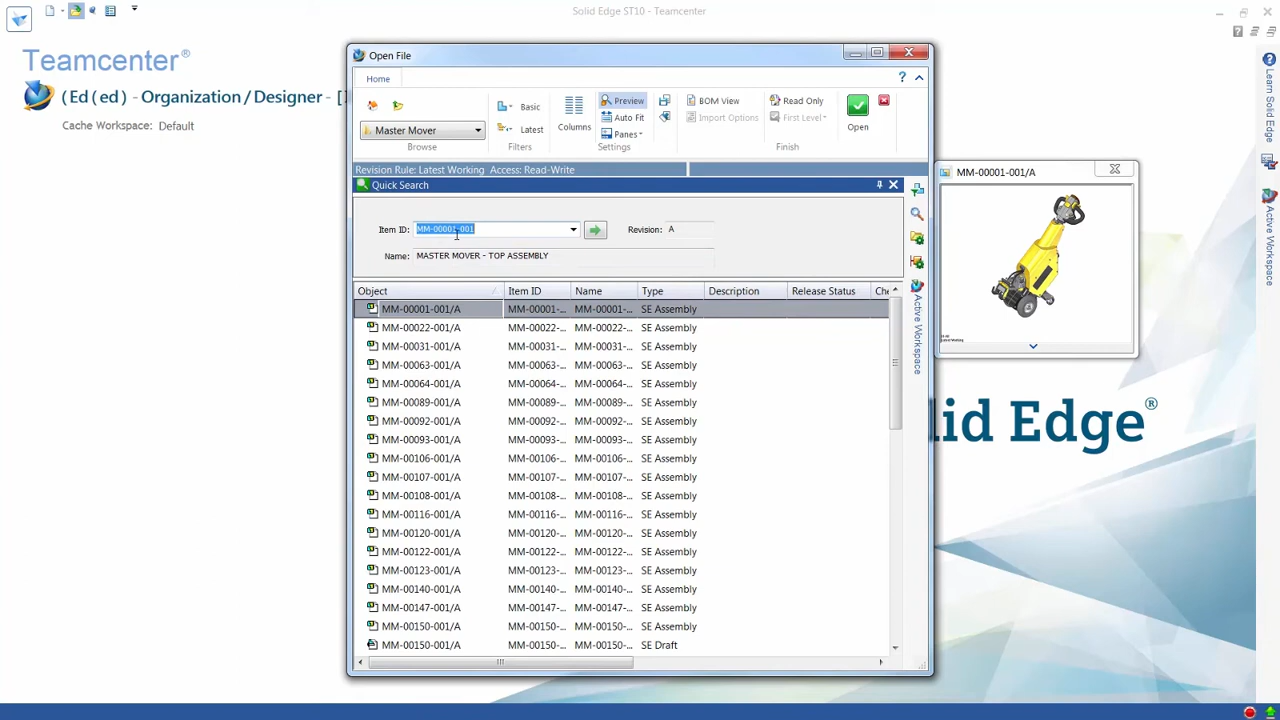 Solid Edge ST10 - Teamcenter
Teamcenter®
(Ed ( ed) - Organization / Designer - [
Cache Workspace: Default
Open File
Home
Master Mover
Browse
Basic
Latest
Filters
Columns
Preview
Auto Fit
Panes
Settings
BOM View
Import Options
Read Only
First Level
Finish
Open
Revision Rule: Latest Working Access: Read-Write
Quick Search
Item ID: MM-00001-001
Revision: A
Name: MASTER MOVER - TOP ASSEMBLY
Object Item ID Name Type Description Release Status Che
MM-00001-001/A MM-00001-... MM-00001-... SE Assembly
MM-00022-001/A MM-00022-... MM-00022-... SE Assembly
MM-00031-001/A MM-00031-... MM-00031-... SE Assembly
MM-00063-001/A MM-00063-... MM-00063-... SE Assembly
MM-00064-001/A MM-00064-... MM-00064-... SE Assembly
MM-00089-001/A MM-00089-... MM-00089-... SE Assembly
MM-00092-001/A MM-00092-... MM-00092-... SE Assembly
MM-00093-001/A MM-00093-... MM-00093-... SE Assembly
MM-00106-001/A MM-00106-... MM-00106-... SE Assembly
MM-00107-001/A MM-00107-... MM-00107-... SE Assembly
MM-00108-001/A MM-00108-... MM-00108-... SE Assembly
MM-00116-001/A MM-00116-... MM-00116-... SE Assembly
MM-00120-001/A MM-00120-... MM-00120-... SE Assembly
MM-00122-001/A MM-00122-... MM-00122-... SE Assembly
MM-00123-001/A MM-00123-... MM-00123-... SE Assembly
MM-00140-001/A MM-00140-... MM-00140-... SE Assembly
MM-00147-001/A MM-00147-... MM-00147-... SE Assembly
MM-00150-001/A MM-00150-... MM-00150-... SE Assembly
MM-00150-001/A MM-00150-... MM-00150-... SE Draft
Active Workspace
MM-00001-001/A
lid Edge®
Learn Solid Edge
Active Workspace